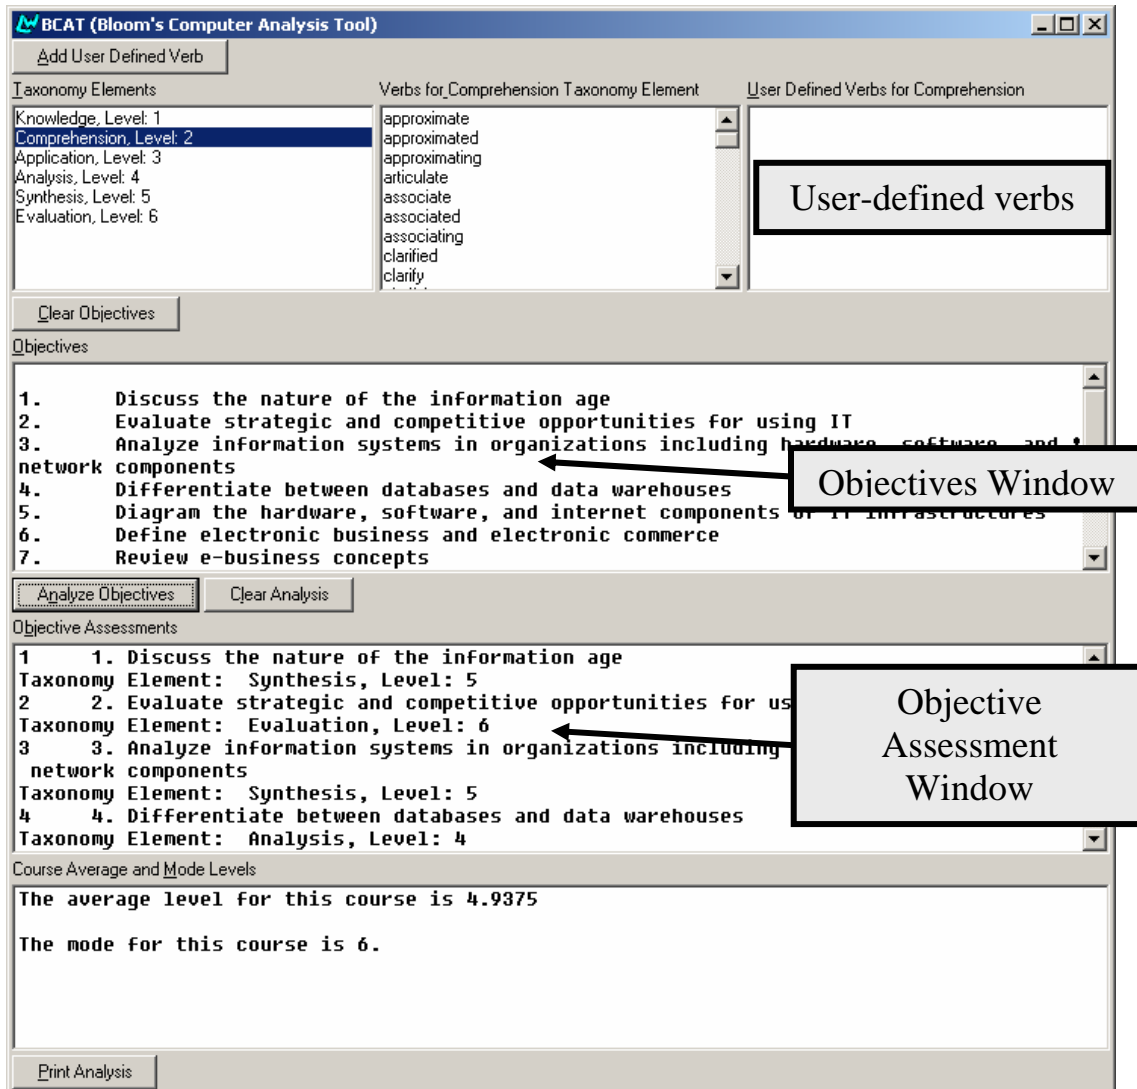 BCAT (Bloom's Computer Analysis Tool)
Add User Defined Verb
Taxonomy Elements
Verbs for Comprehension Taxonomy Element
User Defined Verbs for Comprehension
Knowledge, Level: 1
Comprehension, Level: 2
Application, Level: 3
Analysis, Level: 4
Synthesis, Level: 5
Evaluation, Level: 6
approximate
approximated
approximating
articulate
associate
associated
associating
clarified
clarify
User-defined verbs
Clear Objectives
Objectives
1. Discuss the nature of the information age
2. Evaluate strategic and competitive opportunities for using IT
3. Analyze information systems in organizations including hardware, software, and
network components
4. Differentiate between databases and data warehouses
5. Diagram the hardware, software, and internet components of IT infrastructures
6. Define electronic business and electronic commerce
7. Review e-business concepts
Objectives Window
Analyze Objectives
Clear Analysis
Objective Assessments
1 1. Discuss the nature of the information age
Taxonomy Element: Synthesis, Level: 5
2 2. Evaluate strategic and competitive opportunities for us
Taxonomy Element: Evaluation, Level: 6
3 3. Analyze information systems in organizations including
network components
Taxonomy Element: Synthesis, Level: 5
4 4. Differentiate between databases and data warehouses
Taxonomy Element: Analysis, Level: 4
Objective
Assessment
Window
Course Average and Mode Levels
The average level for this course is 4.9375
The mode for this course is 6.
Print Analysis